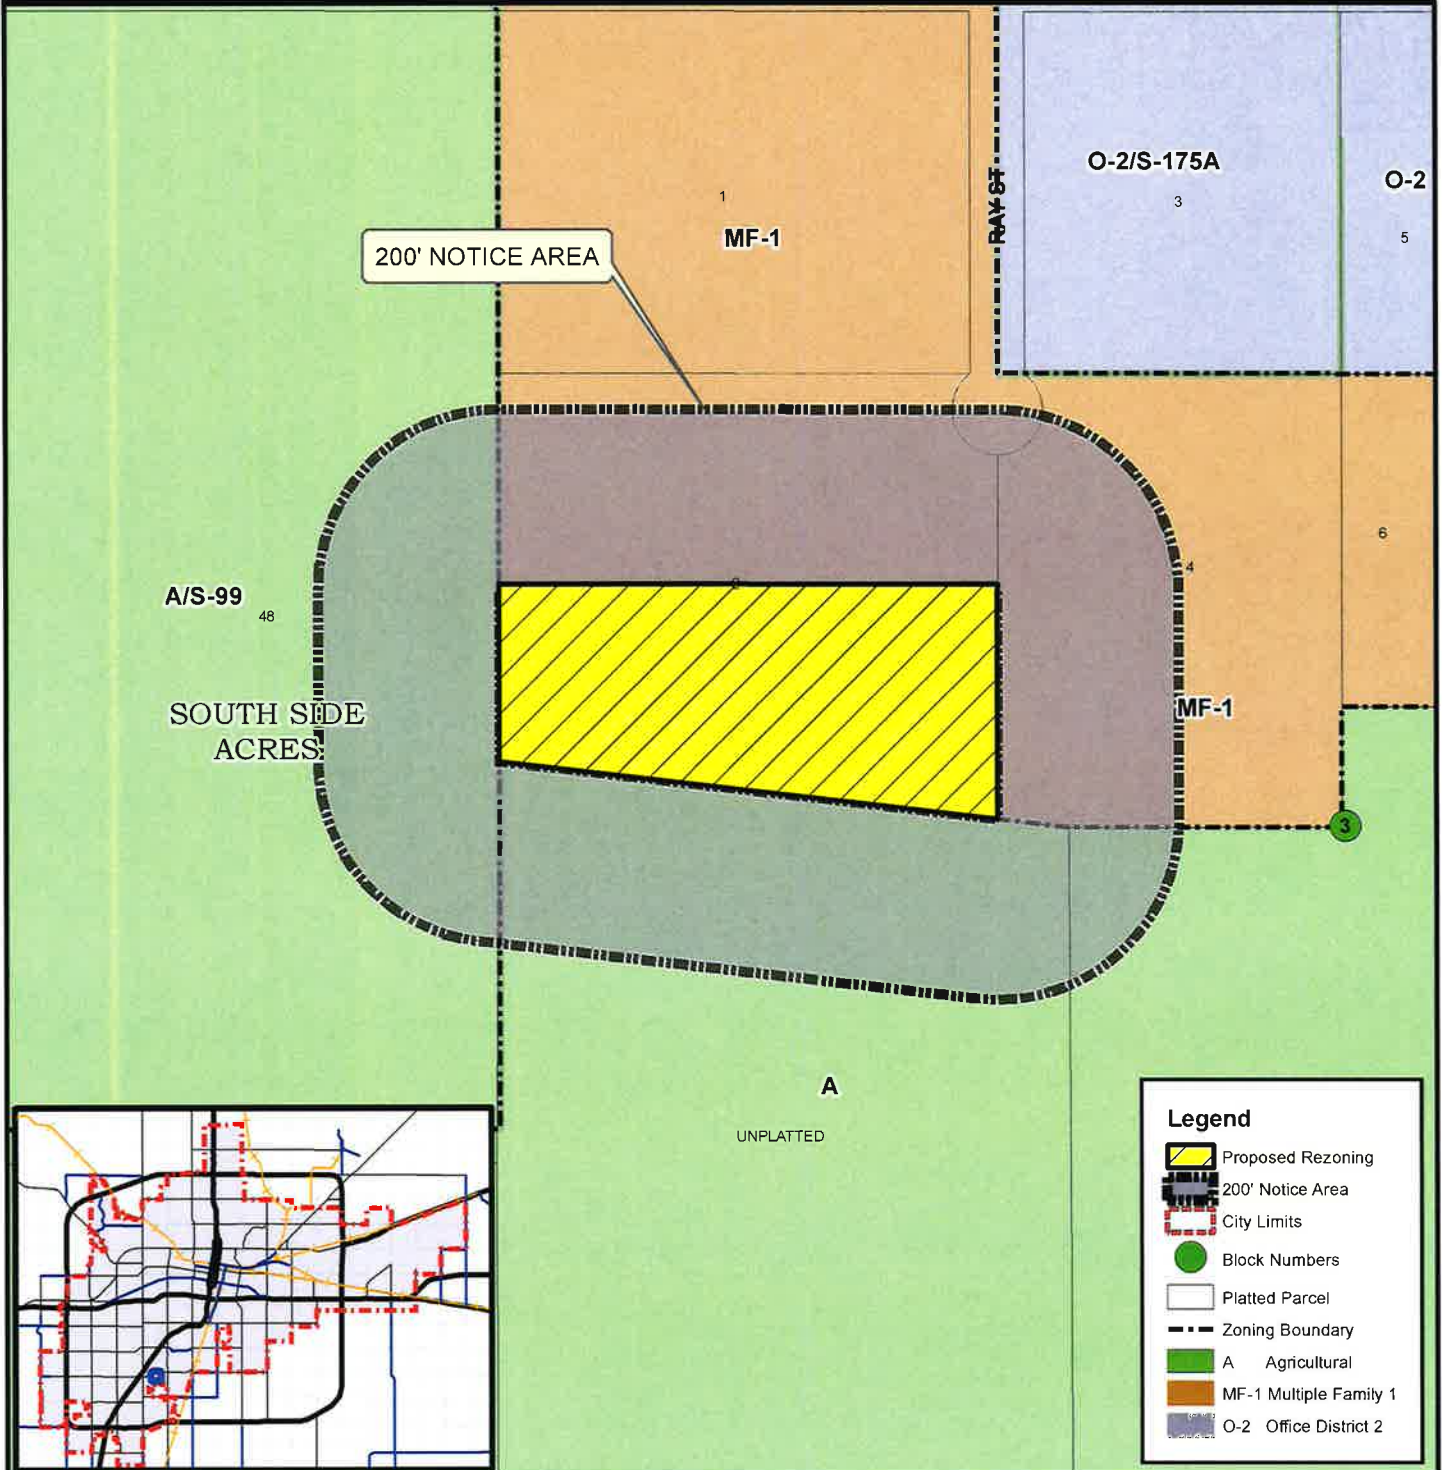 O-2/S-175A
3
O-2
5
1
MF-1
RAY ST
200' NOTICE AREA
6
4
2
A/S-99
48
SOUTH SIDE
ACRES
MF-1
3
A
UNPLATTED
Legend
Proposed Rezoning
200' Notice Area
City Limits
Block Numbers
Platted Parcel
Zoning Boundary
A Agricultural
MF-1 Multiple Family 1
O-2 Office District 2